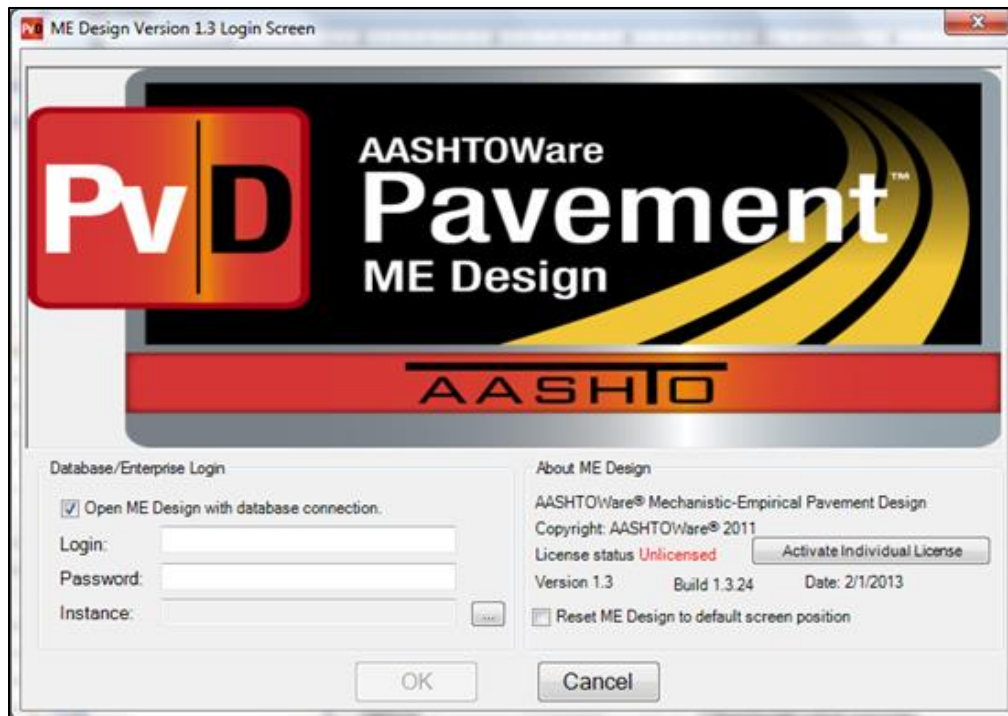 PvD ME Design Version 1.3 Login Screen
PvD
AASHTOWare
Pavement™
ME Design
AASHTO
Database/Enterprise Login
Open ME Design with database connection.
Login:
Password:
Instance:
...
About ME Design
AASHTOWare® Mechanistic-Empirical Pavement Design
Copyright: AASHTOWare® 2011
License status Unlicensed
Activate Individual License
Version 1.3 Build 1.3.24 Date: 2/1/2013
Reset ME Design to default screen position
OK
Cancel